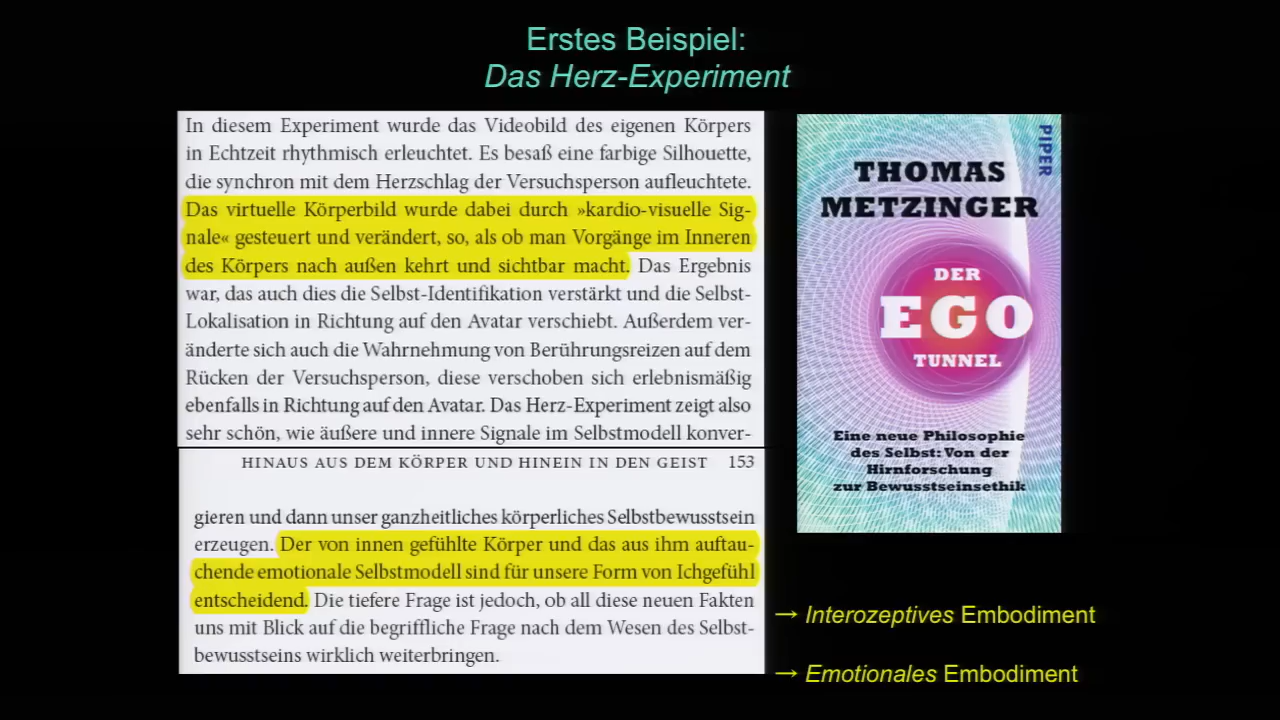 Erstes Beispiel:
Das Herz-Experiment
In diesem Experiment wurde das Videobild des eigenen Körpers
in Echtzeit rhythmisch erleuchtet. Es besaß eine farbige Silhouette,
die synchron mit dem Herzschlag der Versuchsperson aufleuchtete.
Das virtuelle Körperbild wurde dabei durch »kardio-visuelle Sig-
nale« gesteuert und verändert, so, als ob man Vorgänge im Inneren
des Körpers nach außen kehrt und sichtbar macht. Das Ergebnis
war, das auch dies die Selbst-Identifikation verstärkt und die Selbst-
Lokalisation in Richtung auf den Avatar verschiebt. Außerdem ver-
änderte sich auch die Wahrnehmung von Berührungsreizen auf dem
Rücken der Versuchsperson, diese verschoben sich erlebnismäßig
ebenfalls in Richtung auf den Avatar. Das Herz-Experiment zeigt also
sehr schön, wie äußere und innere Signale im Selbstmodell konver-
HINAUS AUS DEM KÖRPER UND HINEIN IN DEN GEIST 153
gieren und dann unser ganzheitliches körperliches Selbstbewusstsein
erzeugen. Der von innen gefühlte Körper und das aus ihm auftau-
chende emotionale Selbstmodell sind für unsere Form von Ichgefühl
entscheidend. Die tiefere Frage ist jedoch, ob all diese neuen Fakten
uns mit Blick auf die begriffliche Frage nach dem Wesen des Selbst-
bewusstseins wirklich weiterbringen.
PIPER
THOMAS
METZINGER
DER
EGO
TUNNEL
Eine neue Philosophie
des Selbst: Von der
Hirnforschung
zur Bewusstseinsethik
→ Interozeptives Embodiment
→ Emotionales Embodiment